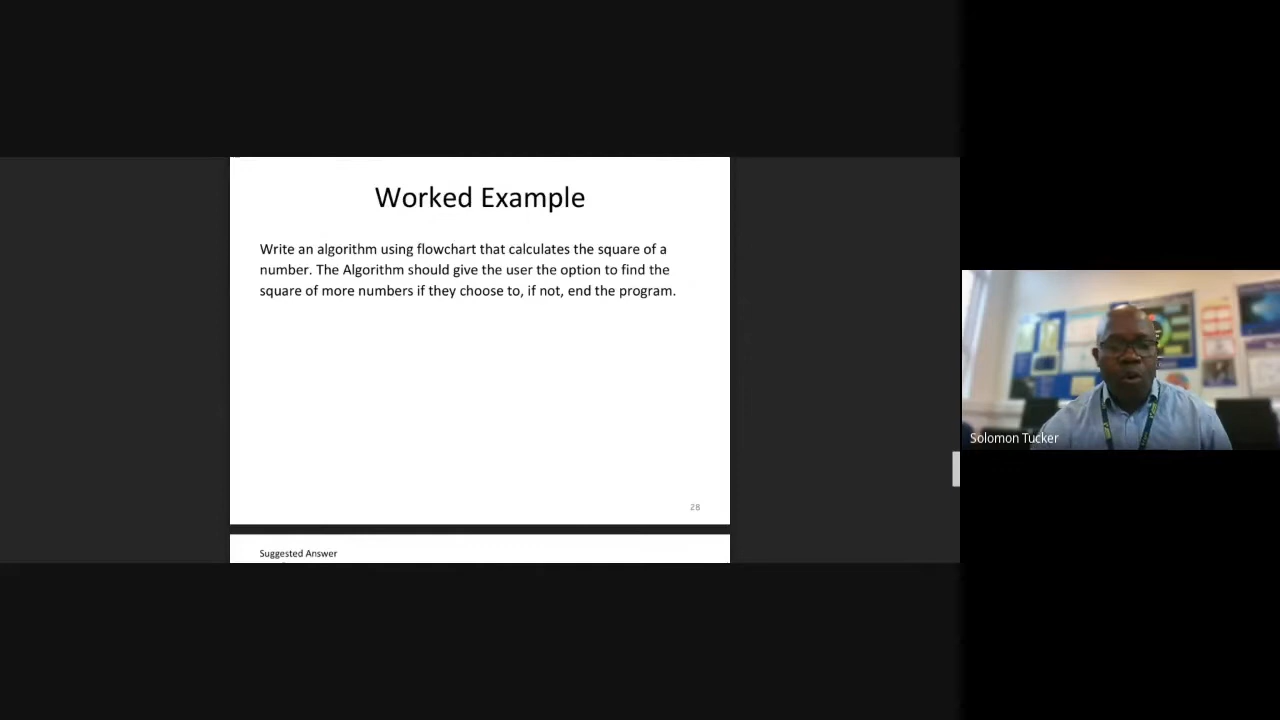 Worked Example
Write an algorithm using flowchart that calculates the square of a
number. The Algorithm should give the user the option to find the
square of more numbers if they choose to, if not, end the program.
28
Suggested Answer
Solomon Tucker